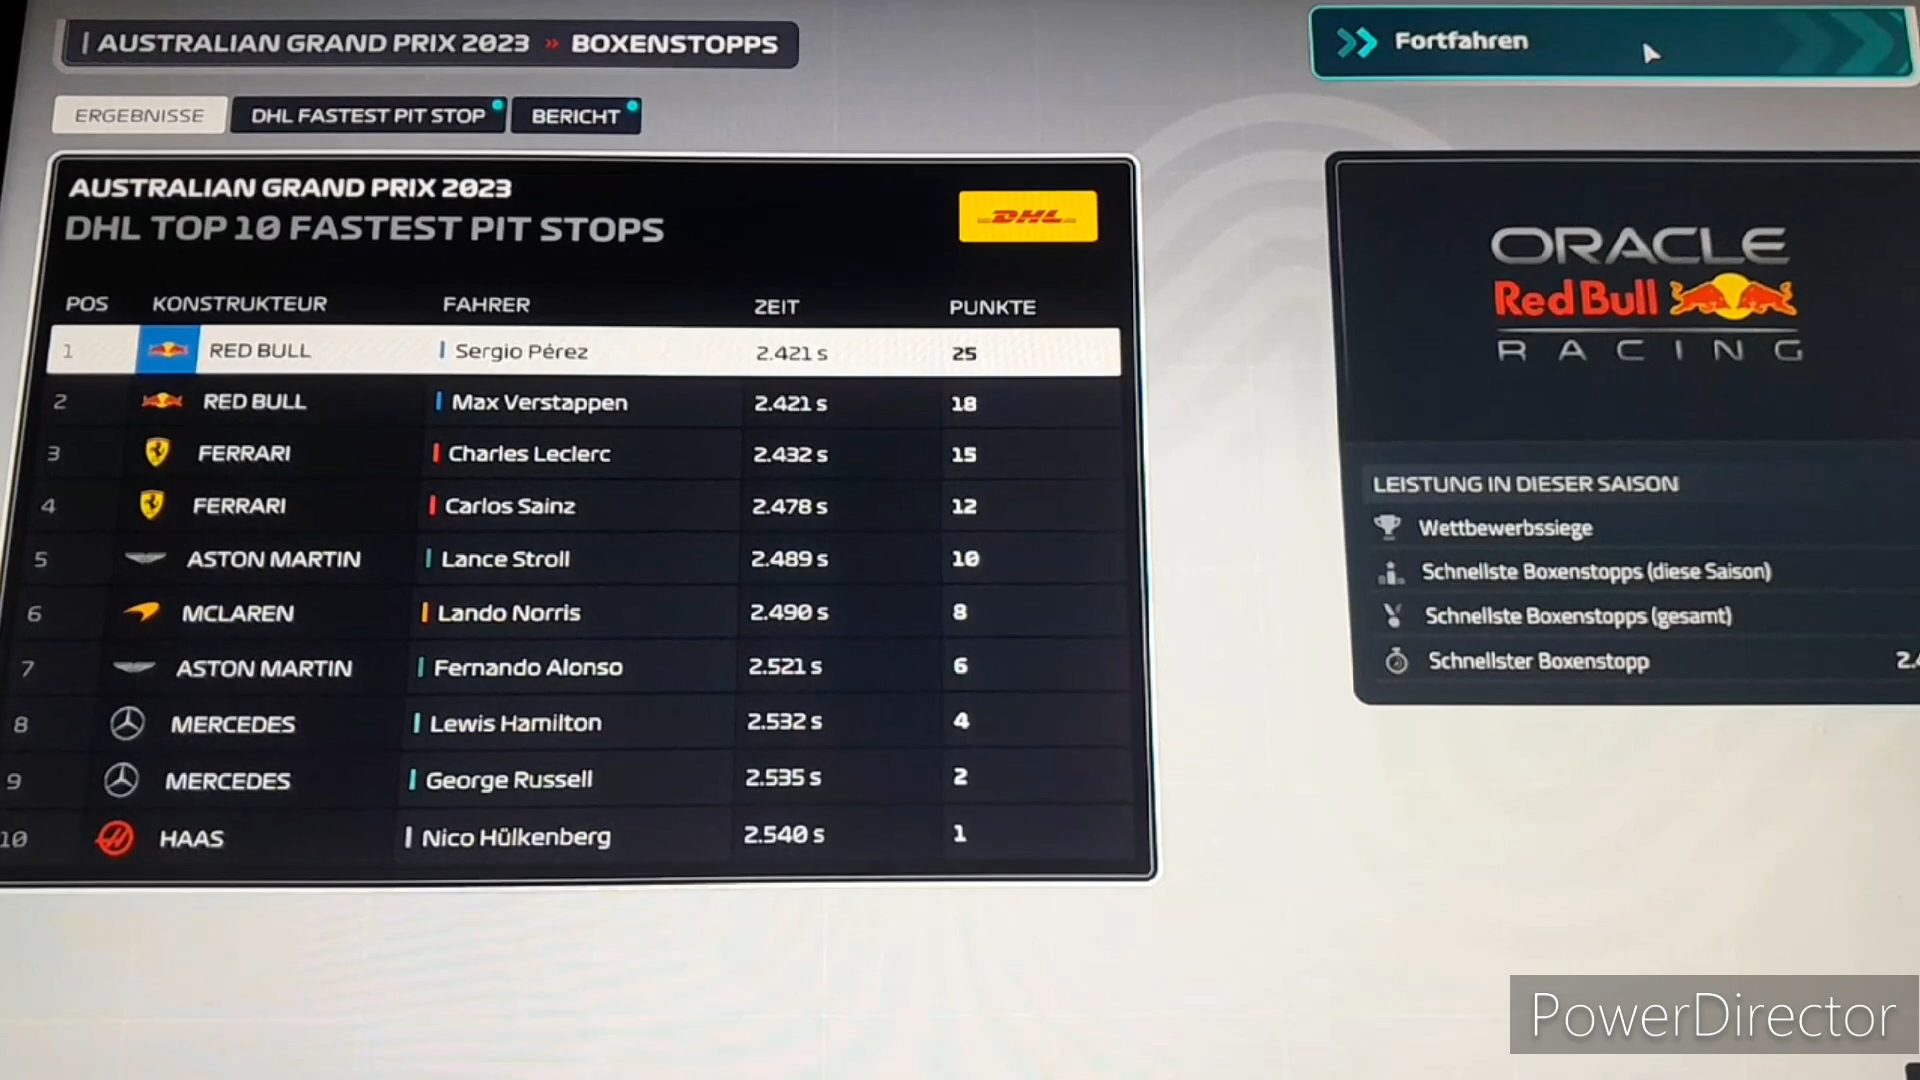 AUSTRALIAN GRAND PRIX 2023 » BOXENSTOPPS
Fortfahren
ERGEBNISSE DHL FASTEST PIT STOP BERICHT
AUSTRALIAN GRAND PRIX 2023
DHL TOP 10 FASTEST PIT STOPS
DHL
POS KONSTRUKTEUR FAHRER ZEIT PUNKTE
1 RED BULL Sergio Pérez 2.421 s 25
2 RED BULL Max Verstappen 2.421 s 18
3 FERRARI Charles Leclerc 2.432 s 15
4 FERRARI Carlos Sainz 2.478 s 12
5 ASTON MARTIN Lance Stroll 2.489 s 10
6 MCLAREN Lando Norris 2.490 s 8
7 ASTON MARTIN Fernando Alonso 2.521 s 6
8 MERCEDES Lewis Hamilton 2.532 s 4
9 MERCEDES George Russell 2.535 s 2
10 HAAS Nico Hülkenberg 2.540 s 1
ORACLE
Red Bull
RACING
LEISTUNG IN DIESER SAISON
Wettbewerbssiege
Schnellste Boxenstopps (diese Saison)
Schnellste Boxenstopps (gesamt)
Schnellster Boxenstopp
PowerDirector